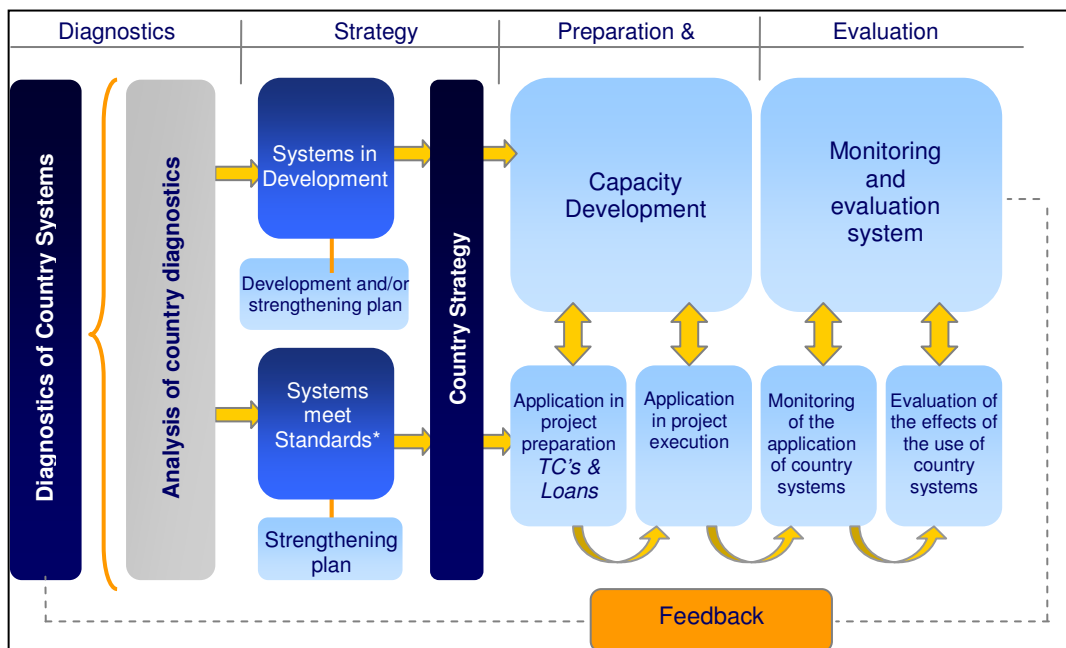 Diagnostics
Strategy
Preparation &
Evaluation
Diagnostics of Country Systems
Analysis of country diagnostics
Systems in
Development
Development and/or
strengthening plan
Systems
meet
Standards*
Strengthening
plan
Country Strategy
Capacity
Development
Application in
project
preparation
TC's &
Loans
Application
in project
execution
Monitoring
and
evaluation
system
Monitoring
of the
application
of country
systems
Evaluation of
the effects of
the use of
country
systems
Feedback